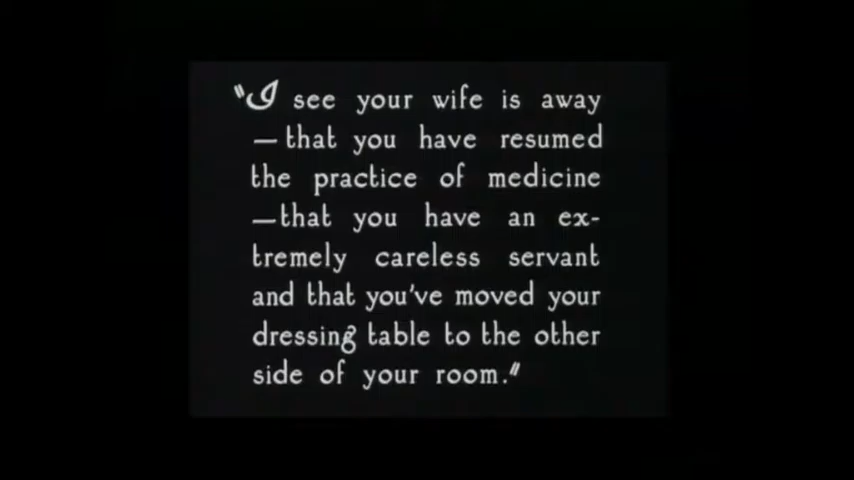 "I see your wife is away
—that you have resumed
the practice of medicine
—that you have an ex-
tremely careless servant
and that you've moved your
dressing table to the other
side of your room."